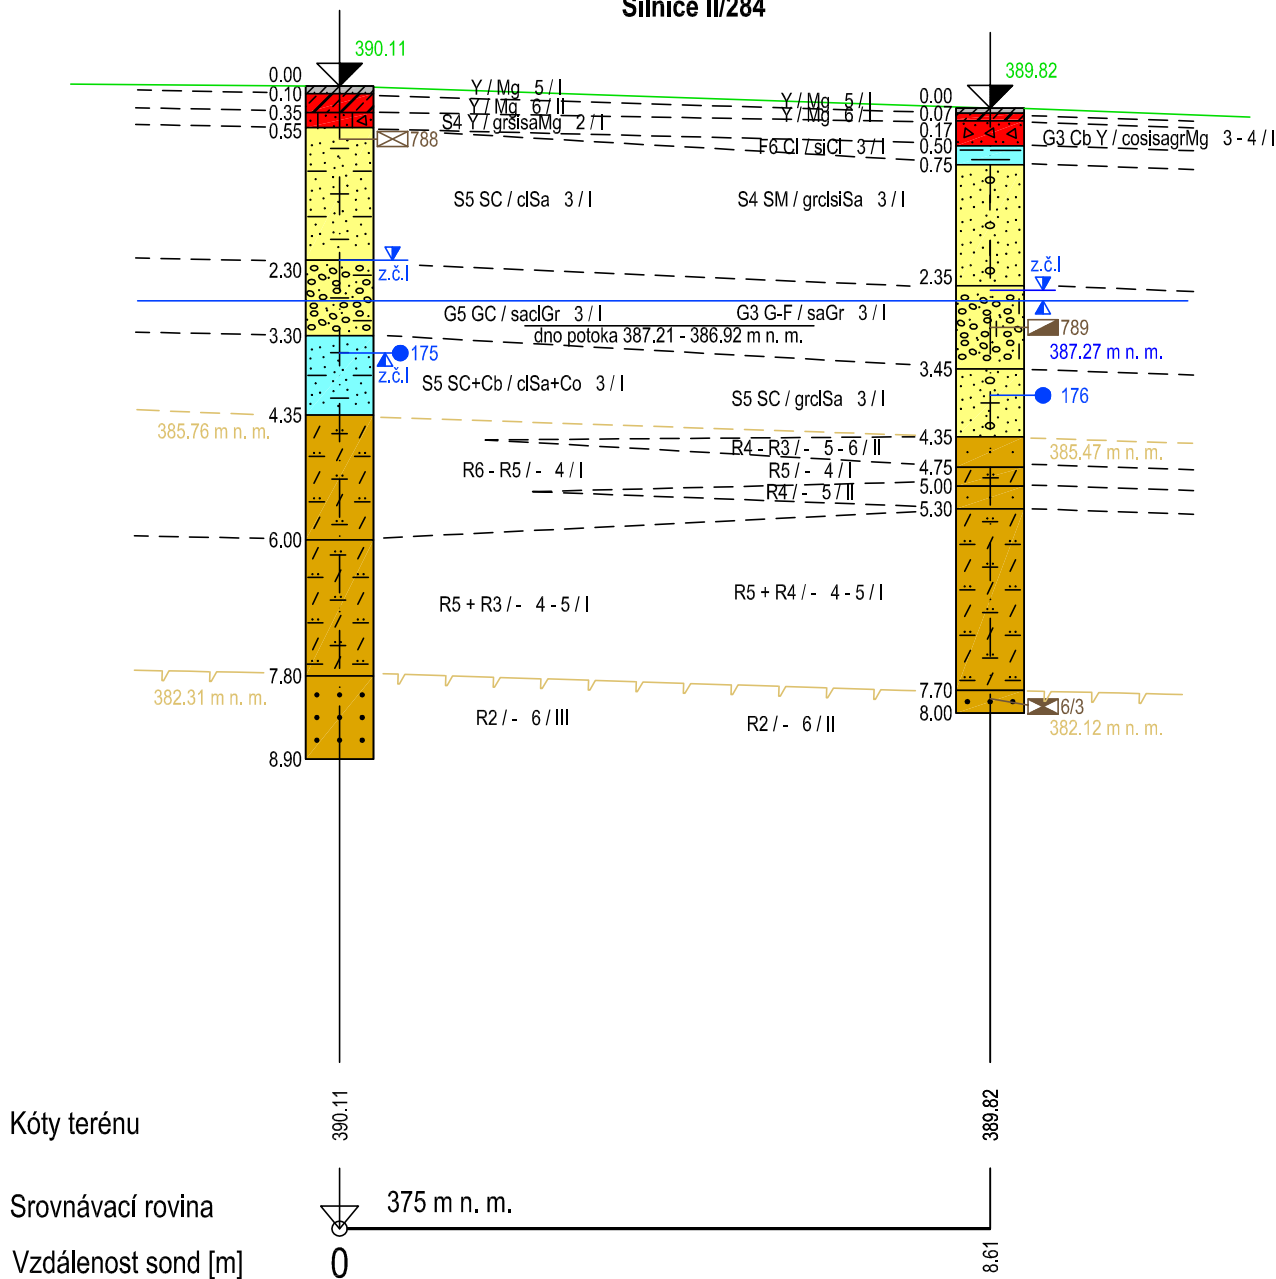 Silnice II/284
390.11
389.82
0.00
0.10
0.35
0.55
Y / Mg 5 / I
Y / Mg 6 / II
S4 Y / grsisaMg 2 / I
Y / Mg 5 / I
Y / Mg 6 / I
F6 CI / siCl 3 / I
0.00
0.07
0.17
0.50
0.75
G3 Cb Y / cosisagrMg 3 - 4 / I
788
S5 SC / clSa 3 / I
S4 SM / grclsiSa 3 / I
z.č.I
2.30
2.35
z.č.I
G5 GC / saclGr 3 / I
G3 G-F / saGr 3 / I
dno potoka 387.21 - 386.92 m n. m.
789
387.27 m n. m.
3.30
175
z.č.I
3.45
S5 SC+Cb / clSa+Co 3 / I
S5 SC / grclSa 3 / I
176
4.35
385.76 m n. m.
4.35
385.47 m n. m.
R4 - R3 / - 5 - 6 / II
R6 - R5 / - 4 / I
R5 / - 4 / I
4.75
R4 / - 5 / II
5.00
5.30
6.00
R5 + R3 / - 4 - 5 / I
R5 + R4 / - 4 - 5 / I
7.80
382.31 m n. m.
7.70
8.00
6/3
382.12 m n. m.
R2 / - 6 / III
R2 / - 6 / II
8.90
Kóty terénu
390.11
389.82
Srovnávací rovina
375 m n. m.
Vzdálenost sond [m]
0
8.61